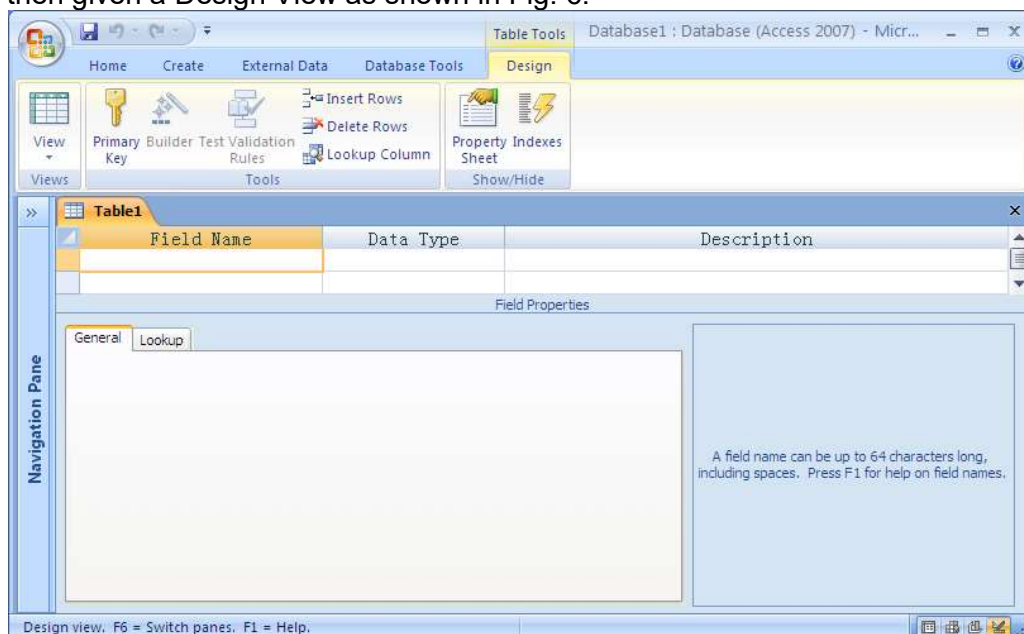 then given a Design View as shown in Fig. 6.
Table Tools
Database1 : Database (Access 2007) - Micr...
Home
Create
External Data
Database Tools
Design
View
Primary Key
Builder
Test Validation Rules
Insert Rows
Delete Rows
Lookup Column
Property Sheet
Indexes
Views
Tools
Show/Hide
Table1
Field Name
Data Type
Description
Field Properties
General
Lookup
Navigation Pane
A field name can be up to 64 characters long,
including spaces. Press F1 for help on field names.
Design view. F6 = Switch panes. F1 = Help.